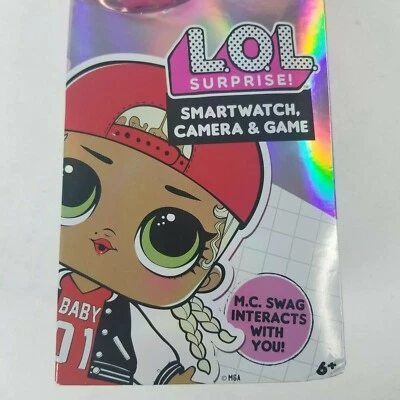 L.O.L.
SURPRISE!
SMARTWATCH,
CAMERA & GAME
BABY
01
M.C. SWAG
INTERACTS
WITH
YOU!
6+
© MGA